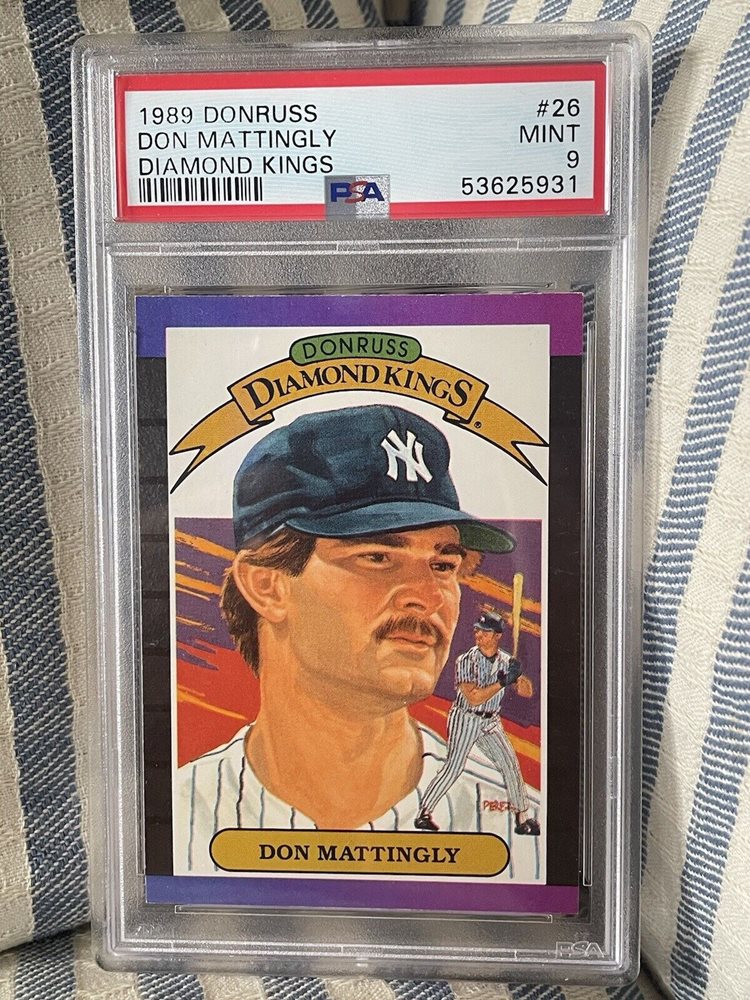 1989 DONRUSS #26
DON MATTINGLY MINT
DIAMOND KINGS 9
PSA 53625931
DONRUSS
DIAMOND KINGS®
NY
PEREZ
DON MATTINGLY
PSA